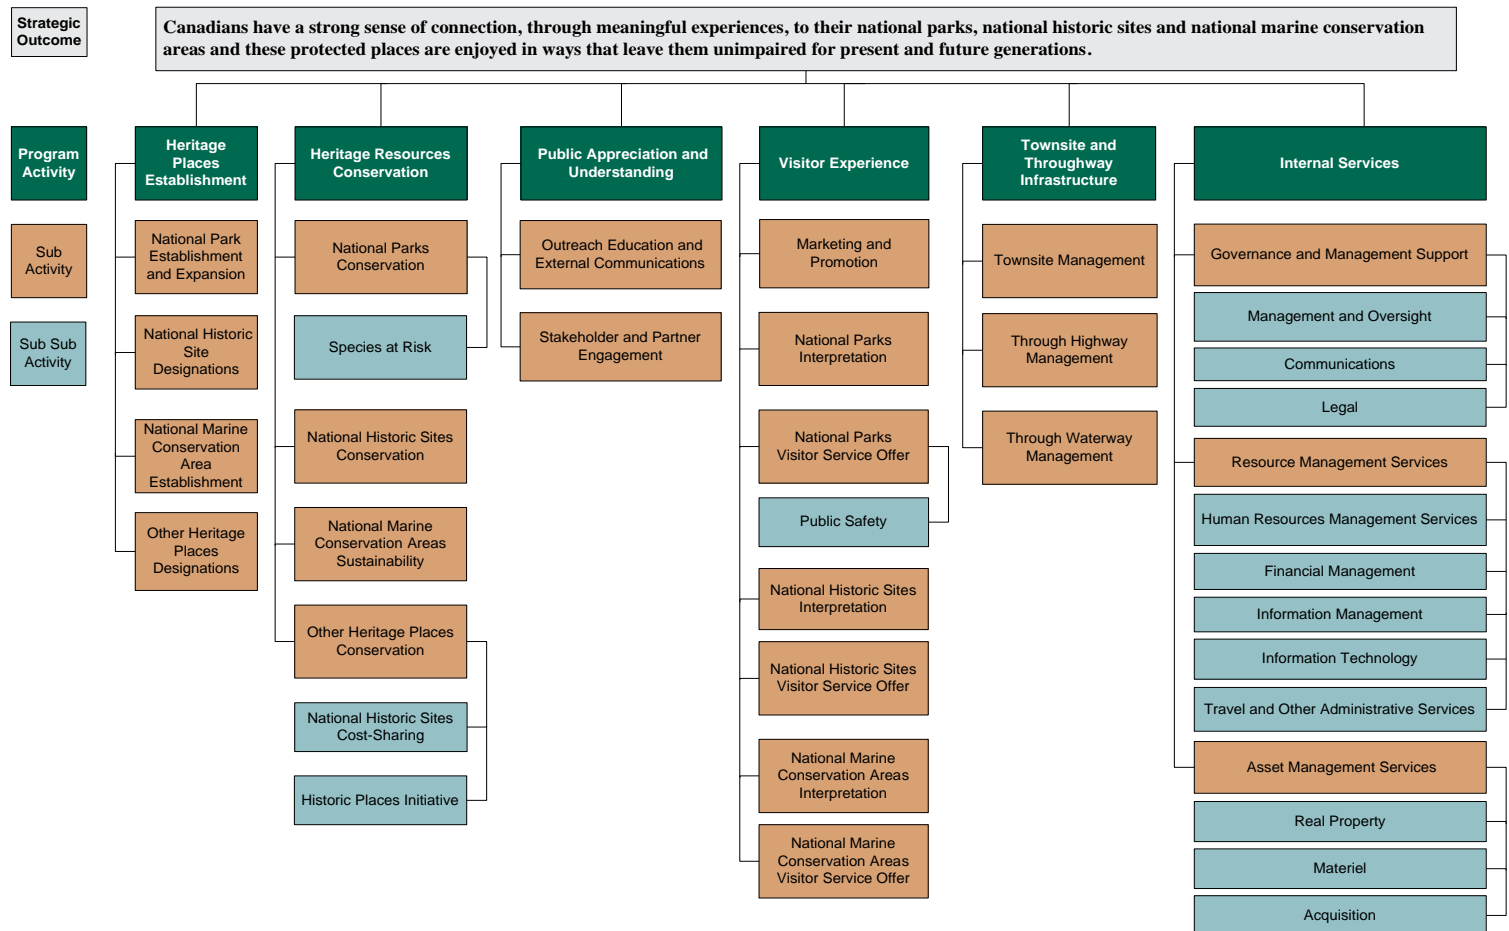 Strategic
Outcome
Canadians have a strong sense of connection, through meaningful experiences, to their national parks, national historic sites and national marine conservation
areas and these protected places are enjoyed in ways that leave them unimpaired for present and future generations.
Program
Activity
Sub
Activity
Sub Sub
Activity
Heritage
Places
Establishment
National Park
Establishment
and Expansion
National Historic
Site
Designations
National Marine
Conservation
Area
Establishment
Other Heritage
Places
Designations
Heritage Resources
Conservation
National Parks
Conservation
Species at Risk
National Historic Sites
Conservation
National Marine
Conservation Areas
Sustainability
Other Heritage Places
Conservation
National Historic Sites
Cost-Sharing
Historic Places Initiative
Public Appreciation and
Understanding
Outreach Education and
External Communications
Stakeholder and Partner
Engagement
Visitor Experience
Marketing and
Promotion
National Parks
Interpretation
National Parks
Visitor Service Offer
Public Safety
National Historic Sites
Interpretation
National Historic Sites
Visitor Service Offer
National Marine
Conservation Areas
Interpretation
National Marine
Conservation Areas
Visitor Service Offer
Townsite and
Throughway
Infrastructure
Townsite Management
Through Highway
Management
Through Waterway
Management
Internal Services
Governance and Management Support
Management and Oversight
Communications
Legal
Resource Management Services
Human Resources Management Services
Financial Management
Information Management
Information Technology
Travel and Other Administrative Services
Asset Management Services
Real Property
Materiel
Acquisition